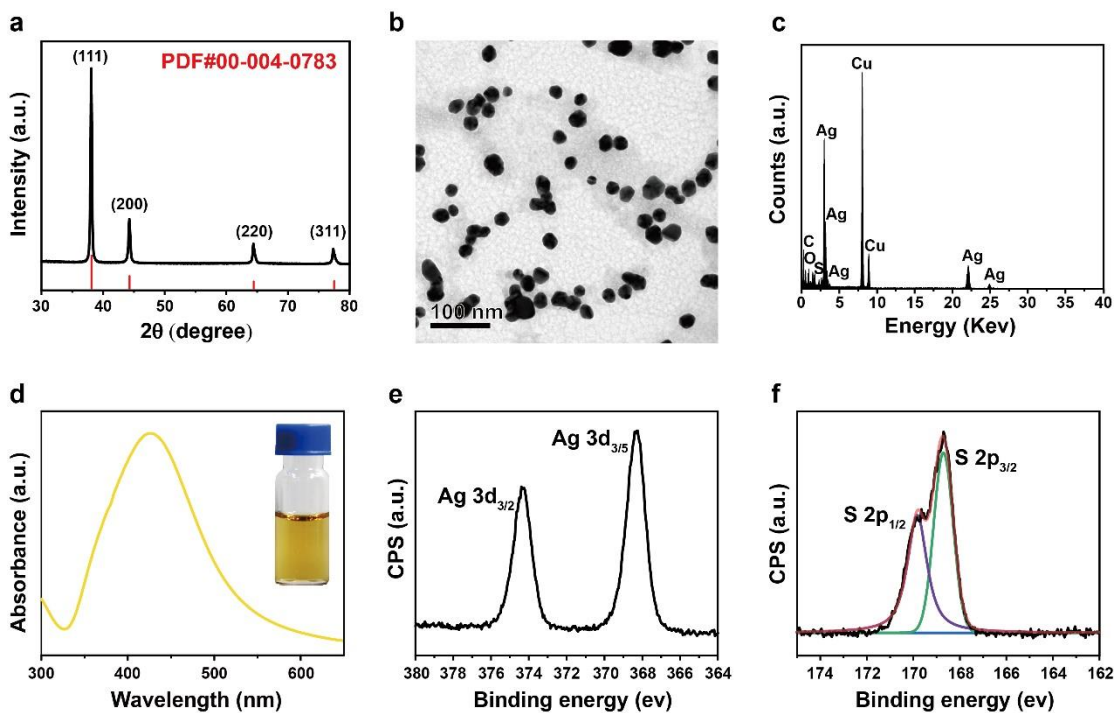 a
PDF#00-004-0783
(111)
(200)
(220)
(311)
Intensity (a.u.)
30 40 50 60 70 80
2θ (degree)
b
100 nm
c
Cu
Ag
Ag
Cu
C
O
S
Ag
Ag
Ag
Counts (a.u.)
0 5 10 20 30 40
Energy (Kev)
d
Absorbance (a.u.)
300 400 500 600
Wavelength (nm)
e
Ag 3d3/5
Ag 3d3/2
CPS (a.u.)
380 378 376 374 372 370 368 366 364
Binding energy (ev)
f
S 2p3/2
S 2p1/2
CPS (a.u.)
174 172 170 168 166 164 162
Binding energy (ev)